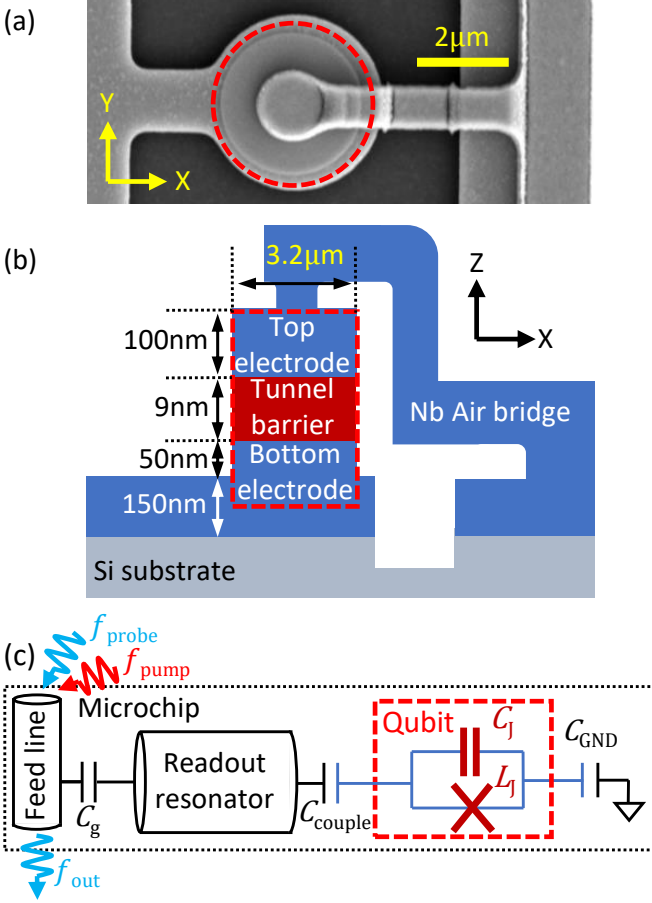 (a)
2μm
Y
X
(b)
3.2μm
Z
X
100nm
Top
electrode
9nm
Tunnel
barrier
Nb Air bridge
50nm
Bottom
electrode
150nm
Si substrate
(c)
f_probe
f_pump
Microchip
Feed line
C_g
Readout
resonator
C_couple
Qubit
C_J
L_J
C_GND
f_out